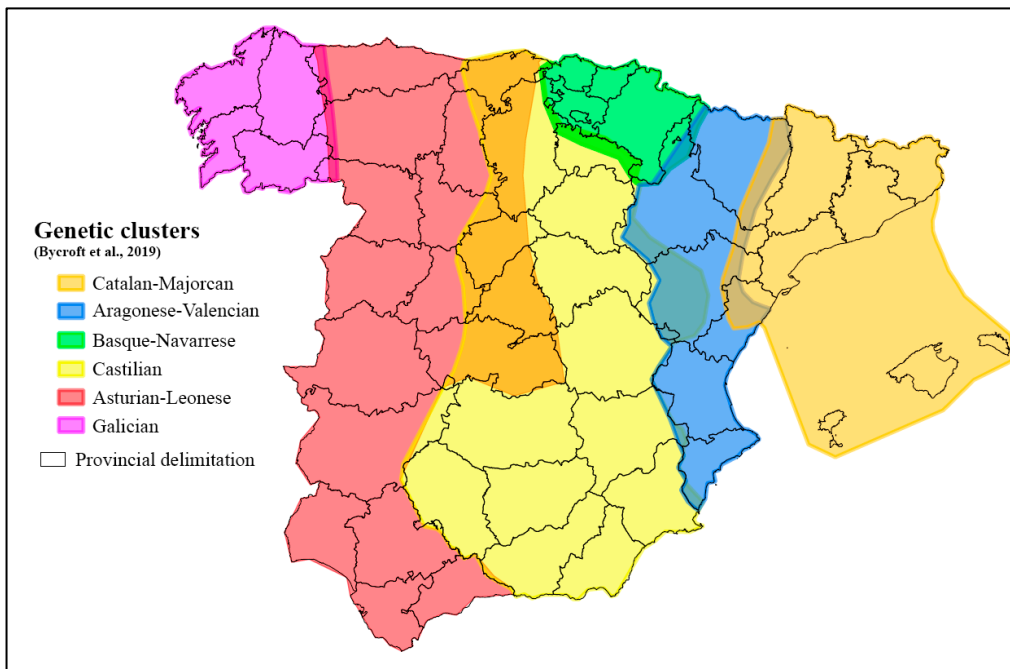 Genetic clusters
(Bycroft et al., 2019)
Catalan-Majorcan
Aragonese-Valencian
Basque-Navarrese
Castilian
Asturian-Leonese
Galician
Provincial delimitation